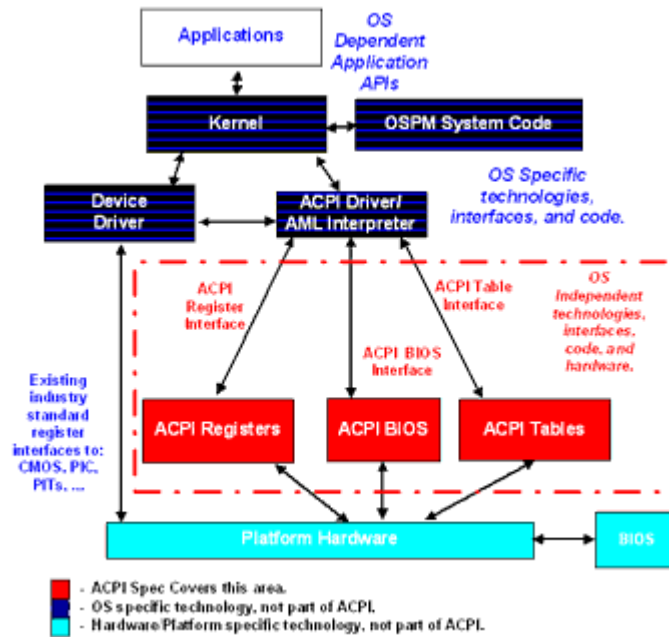 Applications
OS
Dependent
Application
APIs
Kernel
OSPM System Code
OS Specific
technologies,
interfaces, and code.
Device
Driver
ACPI Driver/
AML Interpreter
ACPI
Register
Interface
ACPI Table
Interface
OS
Independent
technologies,
interfaces,
code, and
hardware.
ACPI BIOS
Interface
Existing
industry
standard
register
interfaces to:
CMOS, PIC,
PITs, ...
ACPI Registers
ACPI BIOS
ACPI Tables
Platform Hardware
BIOS
- ACPI Spec Covers this area.
- OS specific technology, not part of ACPI.
- Hardware/Platform specific technology, not part of ACPI.